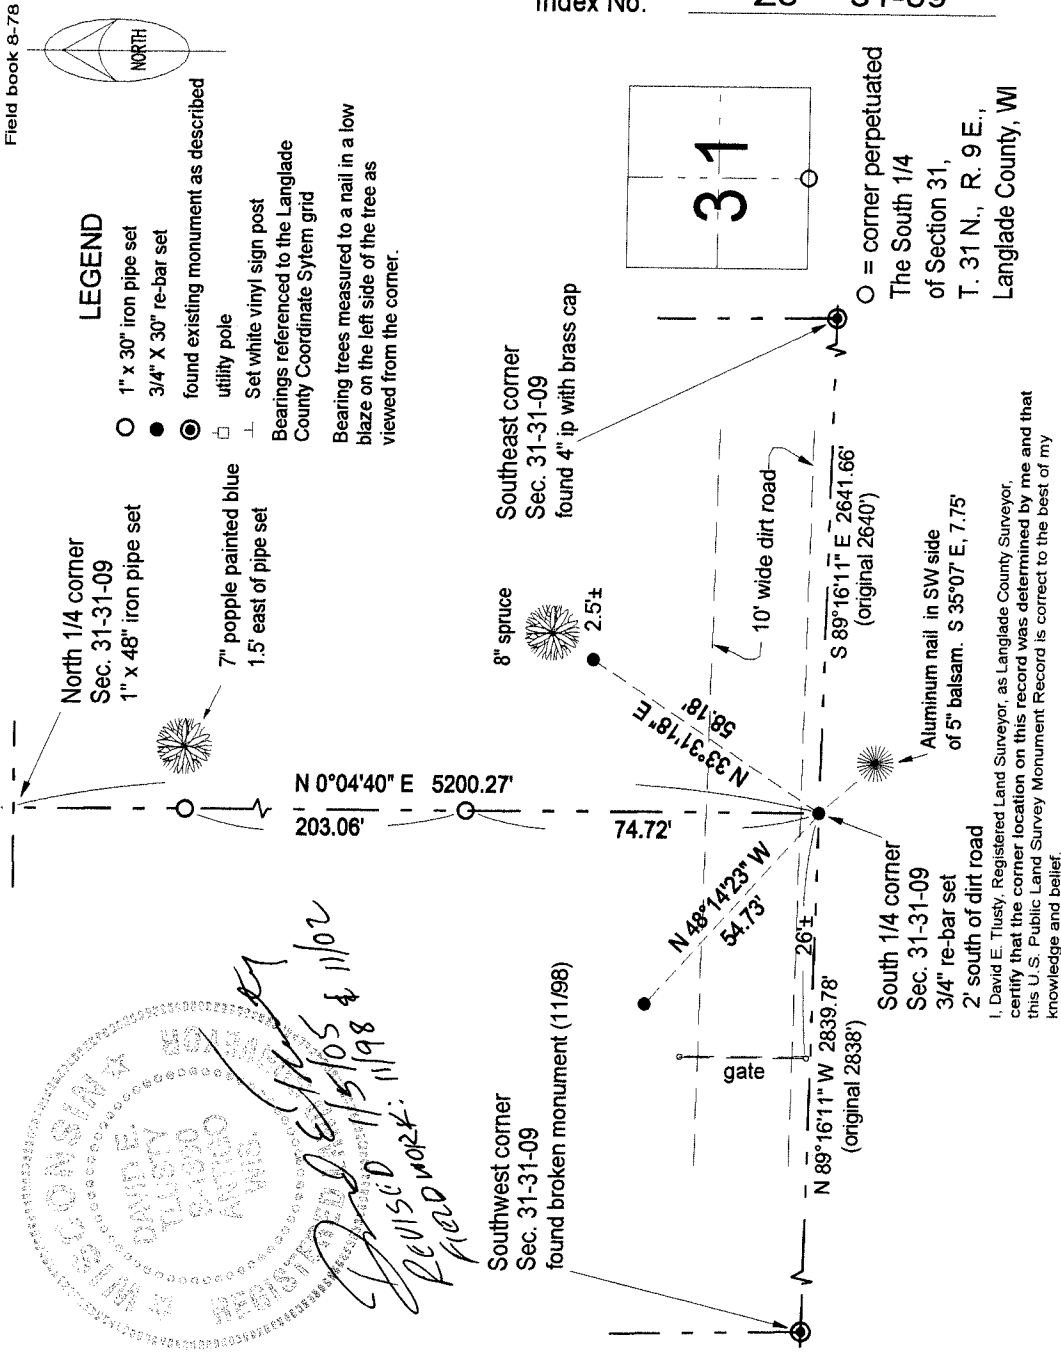 Index No.
Field book 8-78
NORTH
LEGEND
1" x 30" iron pipe set
3/4" X 30" re-bar set
found existing monument as described
utility pole
Set white vinyl sign post
Bearings referenced to the Langlade
County Coordinate Sytem grid
Bearing trees measured to a nail in a low
blaze on the left side of the tree as
viewed from the corner.
31
O = corner perpetuated
The South 1/4
of Section 31,
T. 31 N., R. 9 E.,
Langlade County, WI
North 1/4 corner
Sec. 31-31-09
1" x 48" iron pipe set
7" popple painted blue
1.5' east of pipe set
Southeast corner
Sec. 31-31-09
found 4" ip with brass cap
8" spruce
2.5'±
10' wide dirt road
N 0°04'40" E 5200.27'
203.06'
74.72'
N 33°31'18" E
58.18'
S 89°16'11" E 2641.66'
(original 2640')
Aluminum nail in SW side
of 5" balsam. S 35°07' E, 7.75'
N 48°14'23" W
54.73'
26'±
gate
N 89°16'11" W 2839.78'
(original 2838')
South 1/4 corner
Sec. 31-31-09
3/4" re-bar set
2' south of dirt road
Southwest corner
Sec. 31-31-09
found broken monument (11/98)
WISCONSIN
REGISTERED LAND SURVEYOR
DAVID E.
TLUSTY
ANTIGO
WIS.
1/5/05
REVISED
FIELD WORK: 11/98 & 11/02
I, David E. Tlusty, Registered Land Surveyor, as Langlade County Surveyor,
certify that the corner location on this record was determined by me and that
this U.S. Public Land Survey Monument Record is correct to the best of my
knowledge and belief.